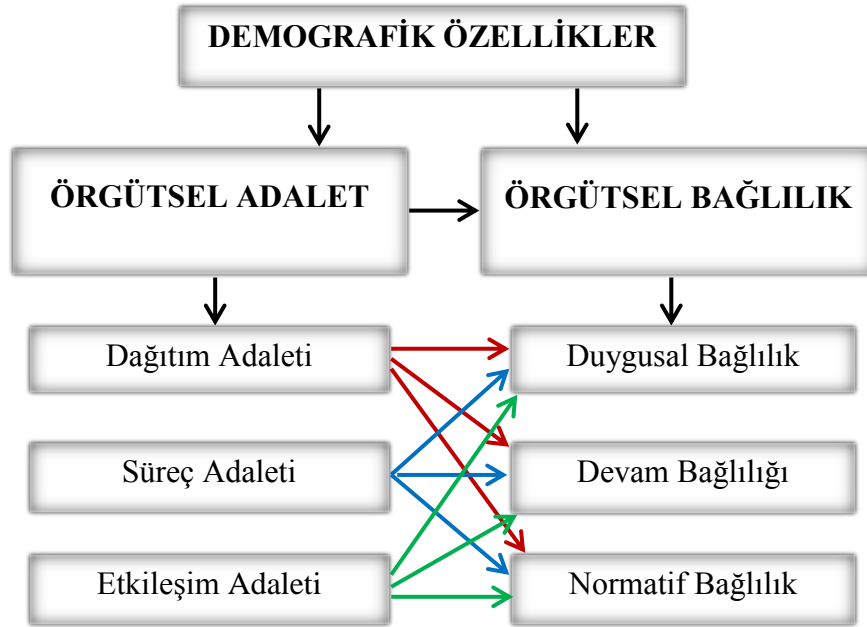 DEMOGRAFİK ÖZELLİKLER
ÖRGÜTSEL ADALET
ÖRGÜTSEL BAĞLILIK
Dağıtım Adaleti
Duygusal Bağlılık
Süreç Adaleti
Devam Bağlılığı
Etkileşim Adaleti
Normatif Bağlılık